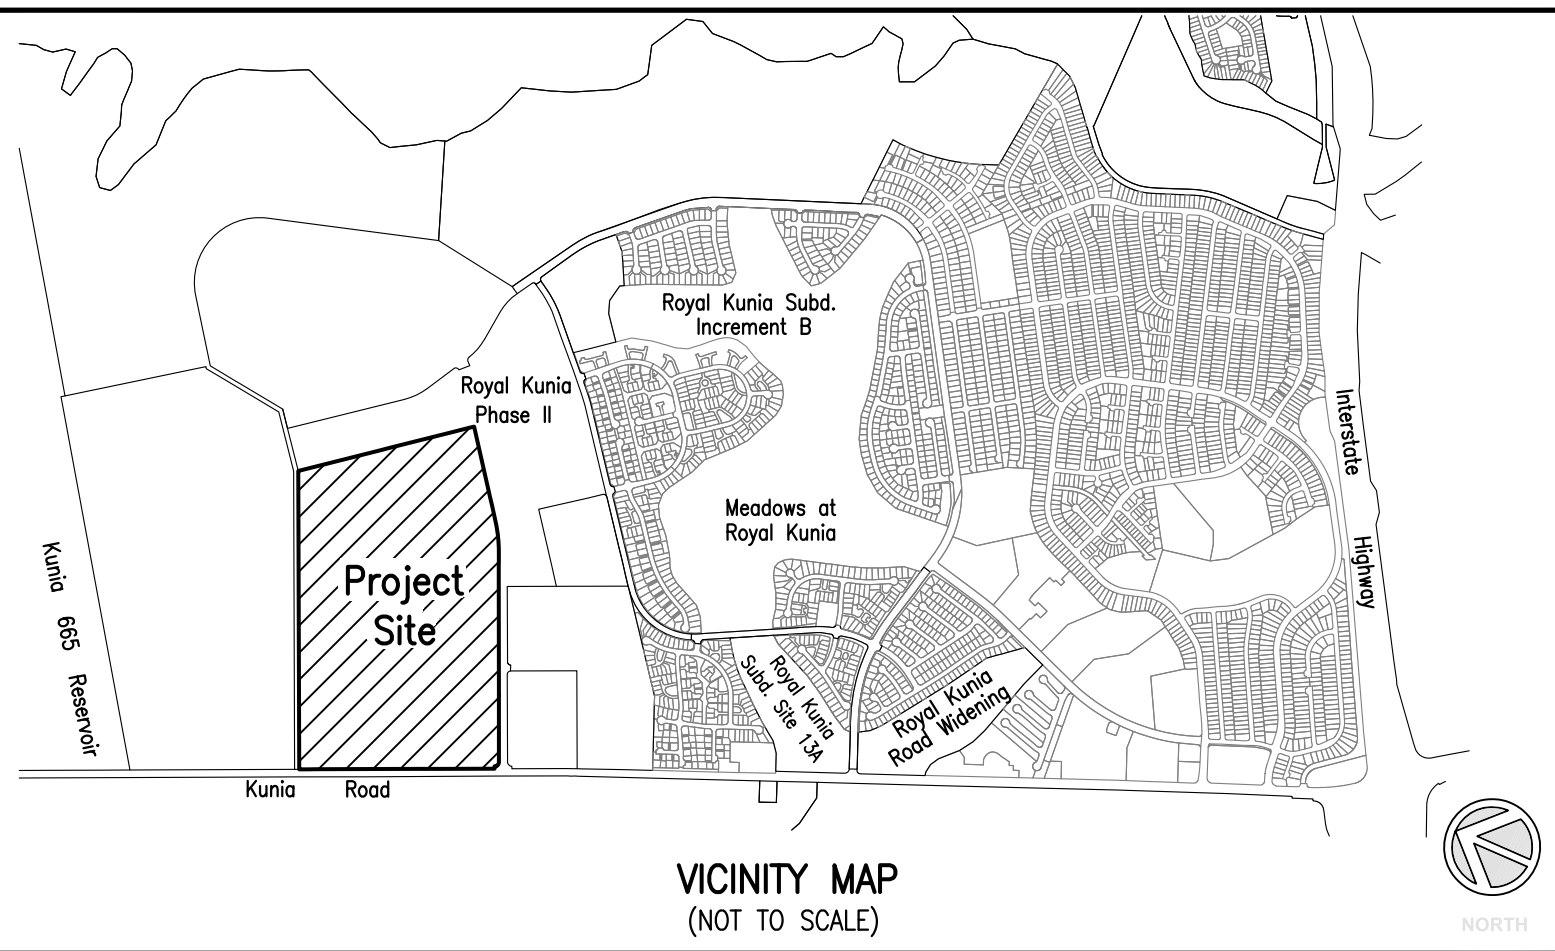 Royal Kunia Subd.
Increment B
Royal Kunia
Phase II
Interstate
Highway
Meadows at
Royal Kunia
Kunia 665 Reservoir
Project
Site
Royal Kunia
Subd. Site 13A
Royal Kunia
Road Widening
Kunia Road
VICINITY MAP
(NOT TO SCALE)
NORTH